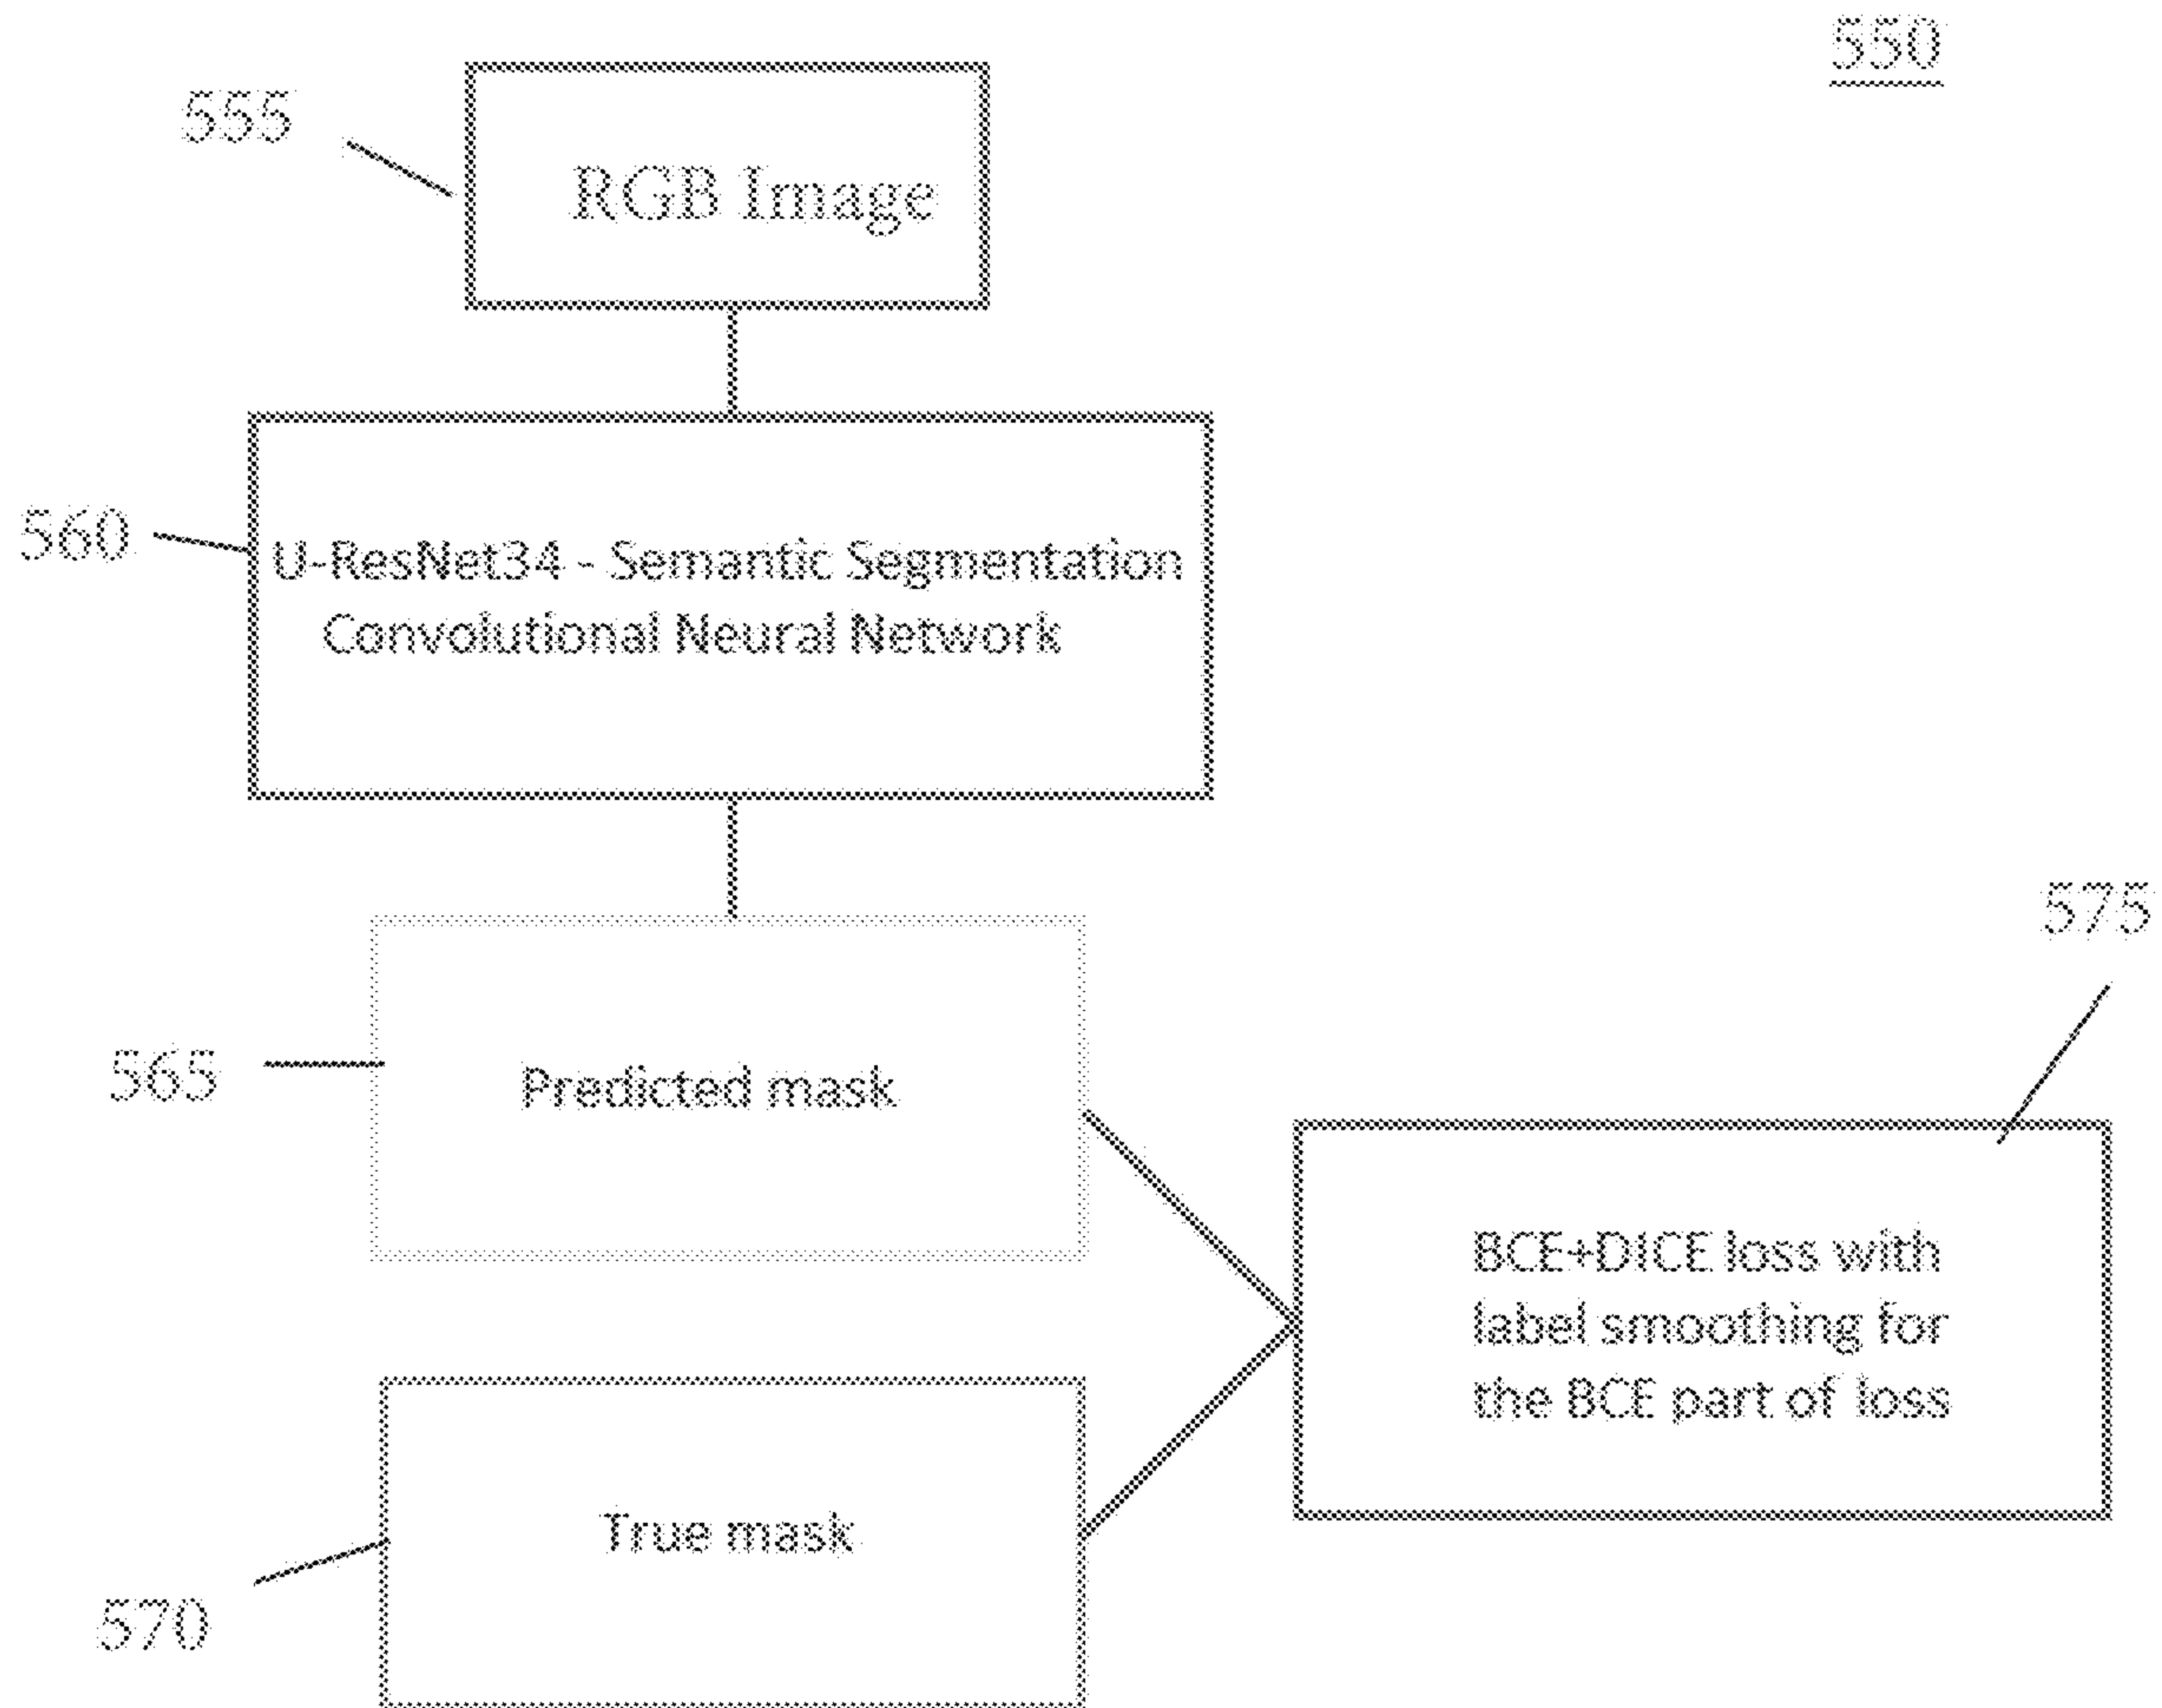 550
555
RGB Image
560
U-ResNet34 - Semantic Segmentation
Convolutional Neural Network
575
565
Predicted mask
BCE+DICE loss with
label smoothing for
the BCE part of loss
True mask
570